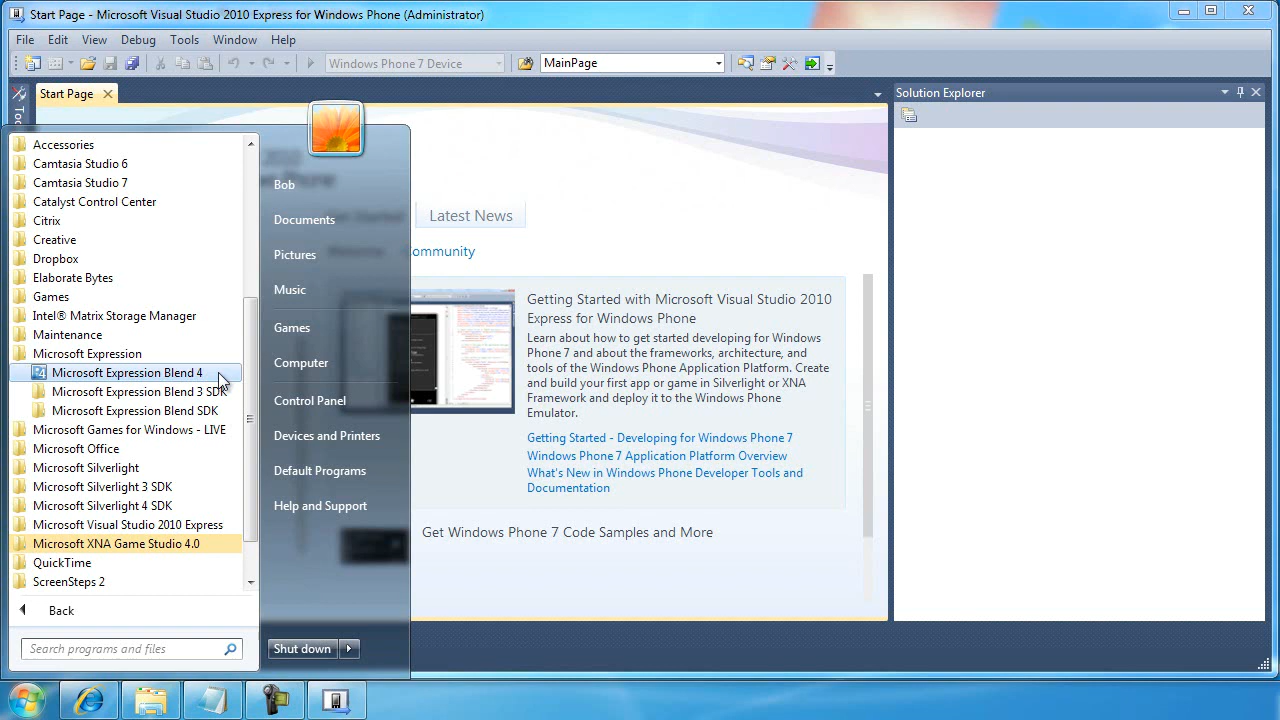 Start Page - Microsoft Visual Studio 2010 Express for Windows Phone (Administrator)
File Edit View Debug Tools Window Help
Windows Phone 7 Device MainPage
Start Page
Solution Explorer
Accessories
Camtasia Studio 6
Camtasia Studio 7
Catalyst Control Center
Citrix
Creative
Dropbox
Elaborate Bytes
Games
Intel® Matrix Storage Manager
Maintenance
Microsoft Expression
Microsoft Expression Blend 4
Microsoft Expression Blend 3 SDK
Microsoft Expression Blend SDK
Microsoft Games for Windows - LIVE
Microsoft Office
Microsoft Silverlight
Microsoft Silverlight 3 SDK
Microsoft Silverlight 4 SDK
Microsoft Visual Studio 2010 Express
Microsoft XNA Game Studio 4.0
QuickTime
ScreenSteps 2
Back
Search programs and files
Bob
Documents
Pictures
Music
Games
Computer
Control Panel
Devices and Printers
Default Programs
Help and Support
Shut down
2010
Latest News
ommunity
Getting Started with Microsoft Visual Studio 2010
Express for Windows Phone
Learn about how to get started developing for Windows
Phone 7 and about the frameworks, architecture, and
tools of the Windows Phone Application Platform. Create
and build your first app or game in Silverlight or XNA
Framework and deploy it to the Windows Phone
Emulator.
Getting Started - Developing for Windows Phone 7
Windows Phone 7 Application Platform Overview
What's New in Windows Phone Developer Tools and
Documentation
Get Windows Phone 7 Code Samples and More